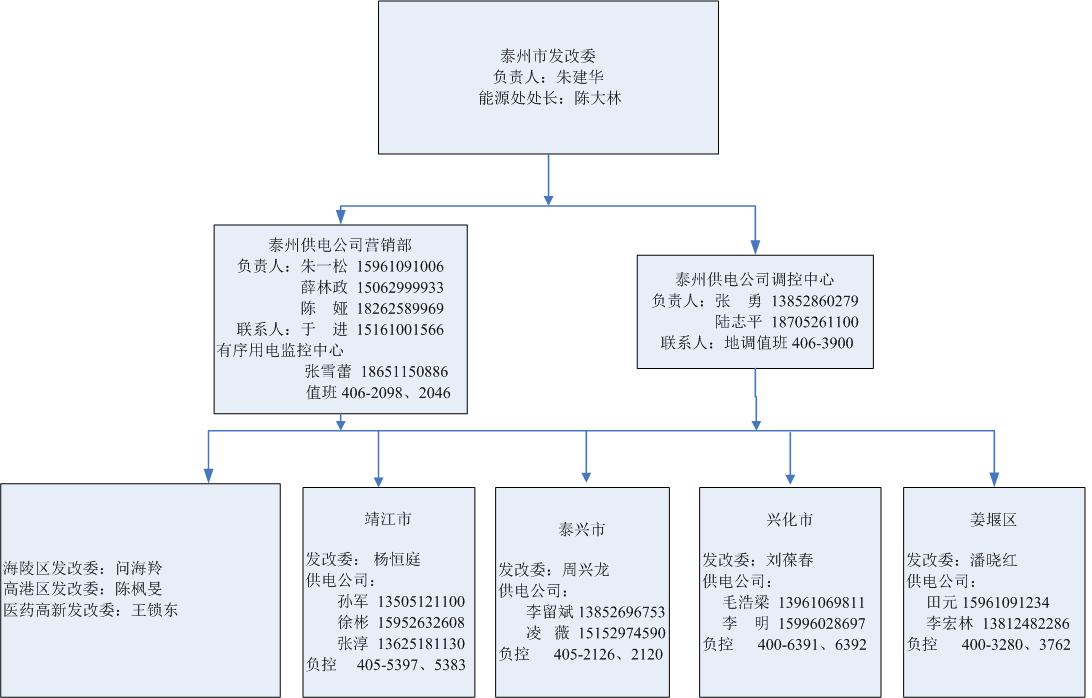 泰州市发改委
负责人：朱建华
能源处处长：陈大林
泰州供电公司营销部
负责人：朱一松 15961091006
薛林政 15062999933
陈 娅 18262589969
联系人：于 进 15161001566
有序用电监控中心
张雪蕾 18651150886
值班 406-2098、2046
泰州供电公司调控中心
负责人：张 勇 13852860279
陆志平 18705261100
联系人：地调值班 406-3900
海陵区发改委：问海羚
高港区发改委：陈枫旻
医药高新发改委：王锁东
靖江市
发改委： 杨恒庭
供电公司：
孙军 13505121100
徐彬 15952632608
张淳 13625181130
负控 405-5397、5383
泰兴市
发改委：周兴龙
供电公司：
李留斌 13852696753
凌 薇 15152974590
负控 405-2126、2120
兴化市
发改委：刘葆春
供电公司：
毛浩梁 13961069811
李 明 15996028697
负控 400-6391、6392
姜堰区
发改委：潘晓红
供电公司：
田元 15961091234
李宏林 13812482286
负控 400-3280、3762